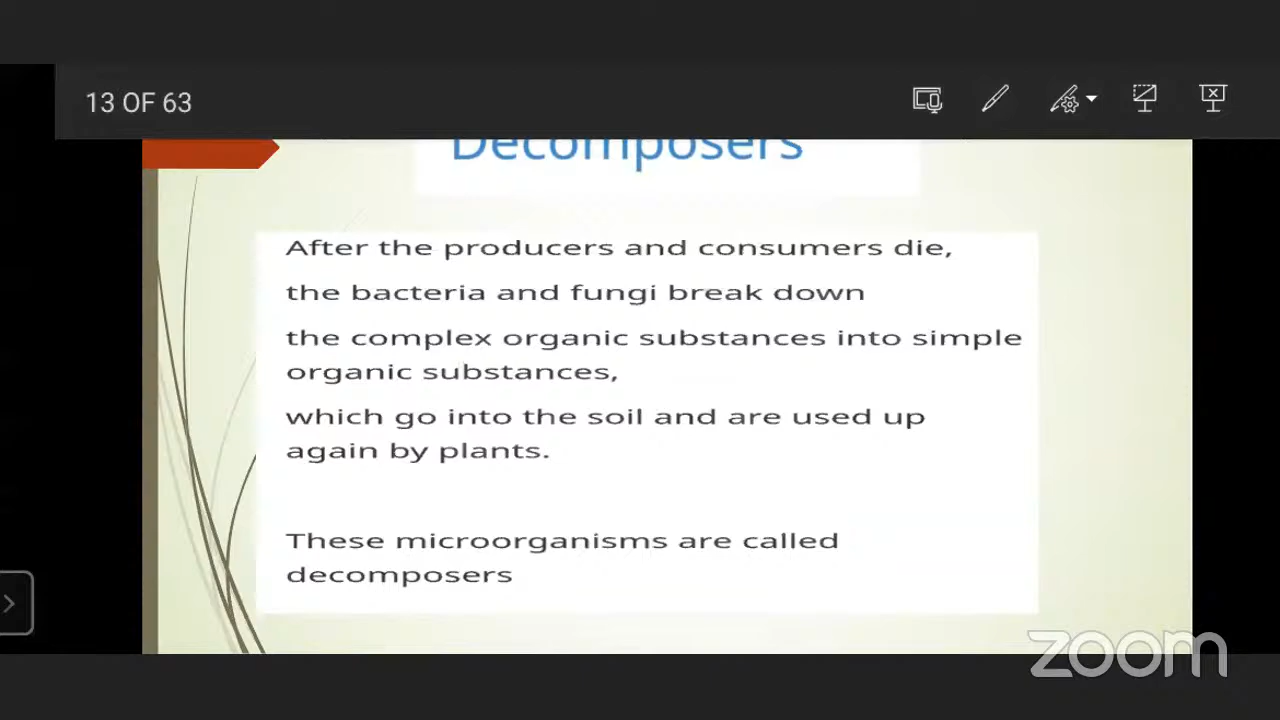 13 OF 63
Decomposers
After the producers and consumers die,
the bacteria and fungi break down
the complex organic substances into simple
organic substances,
which go into the soil and are used up
again by plants.
These microorganisms are called
decomposers
zoom